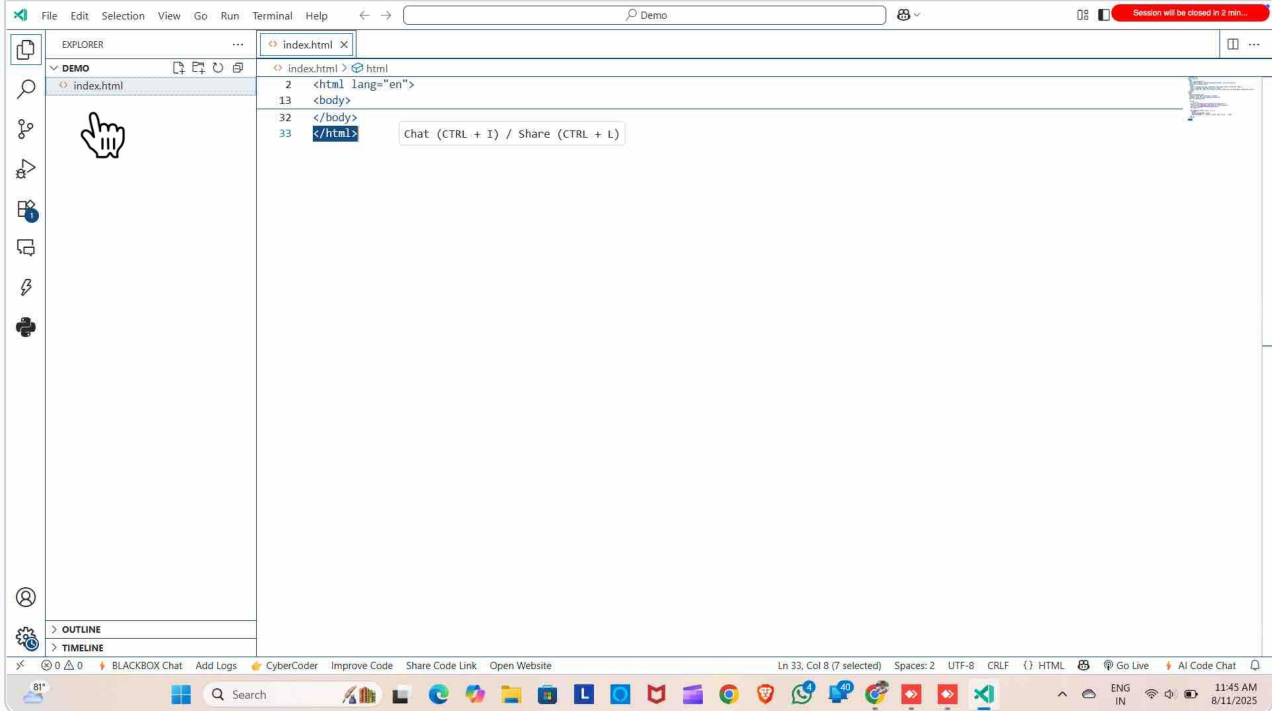 File Edit Selection View Go Run Terminal Help
Demo
Session will be closed in 2 min...
EXPLORER
index.html
DEMO
index.html > html
index.html
2 <html lang="en">
13 <body>
32 </body>
33 </html>
Chat (CTRL + I) / Share (CTRL + L)
1
OUTLINE
TIMELINE
0 0 BLACKBOX Chat Add Logs CyberCoder Improve Code Share Code Link Open Website Ln 33, Col 8 (7 selected) Spaces: 2 UTF-8 CRLF {} HTML Go Live AI Code Chat
81°
Search
L
4
40
ENG
IN
11:45 AM
8/11/2025